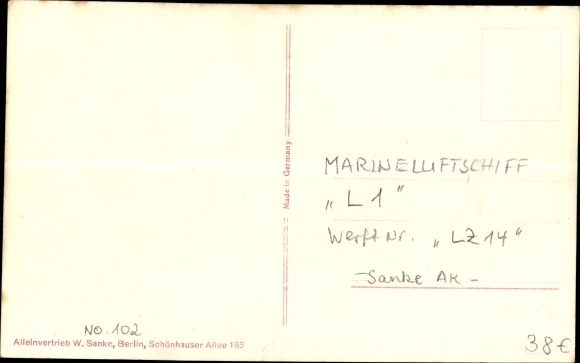 Made in Germany
MARINELUFTSCHIFF
„L 1"
Werft Nr. „LZ 14"
- Sanke AK -
NO. 102
Alleinvertrieb W. Sanke, Berlin, Schönhauser Allee 185
38 €